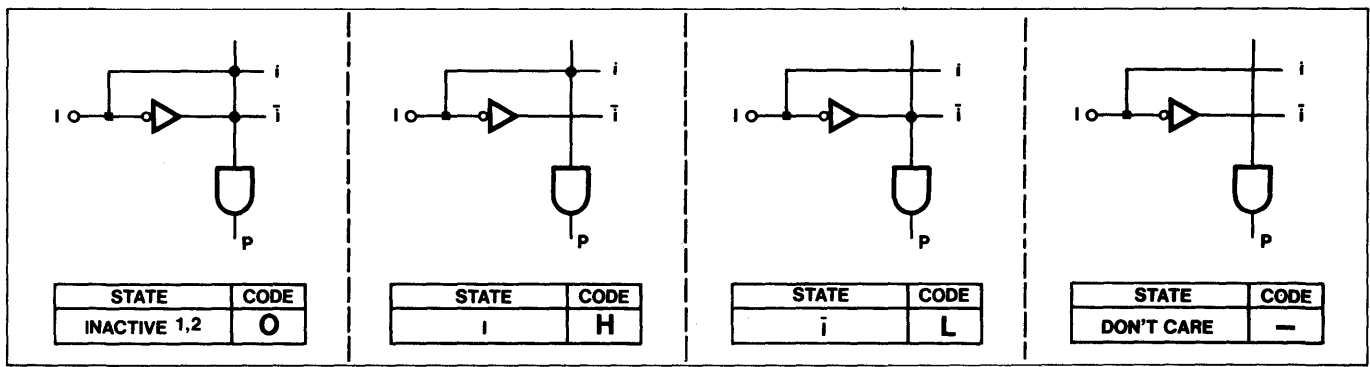 i
I
ī
P
STATE CODE
INACTIVE 1,2 O
i
I
ī
P
STATE CODE
I H
i
I
ī
P
STATE CODE
ī L
i
I
ī
P
STATE CODE
DON'T CARE –